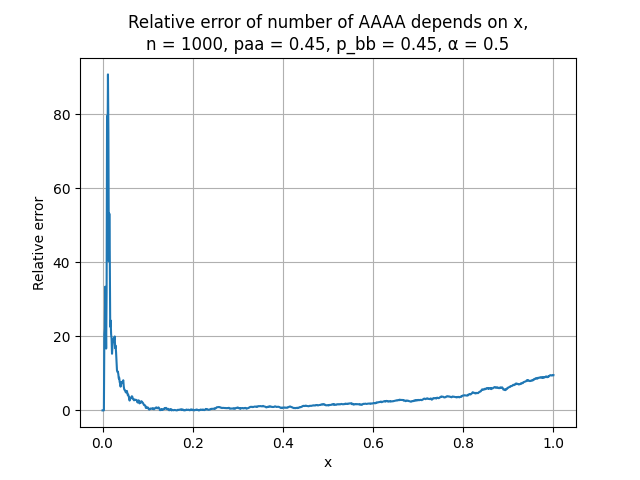 Relative error of number of AAAA depends on x,
n = 1000, paa = 0.45, p_bb = 0.45, α = 0.5
80
60
40
20
0
Relative error
0.0 0.2 0.4 0.6 0.8 1.0
x